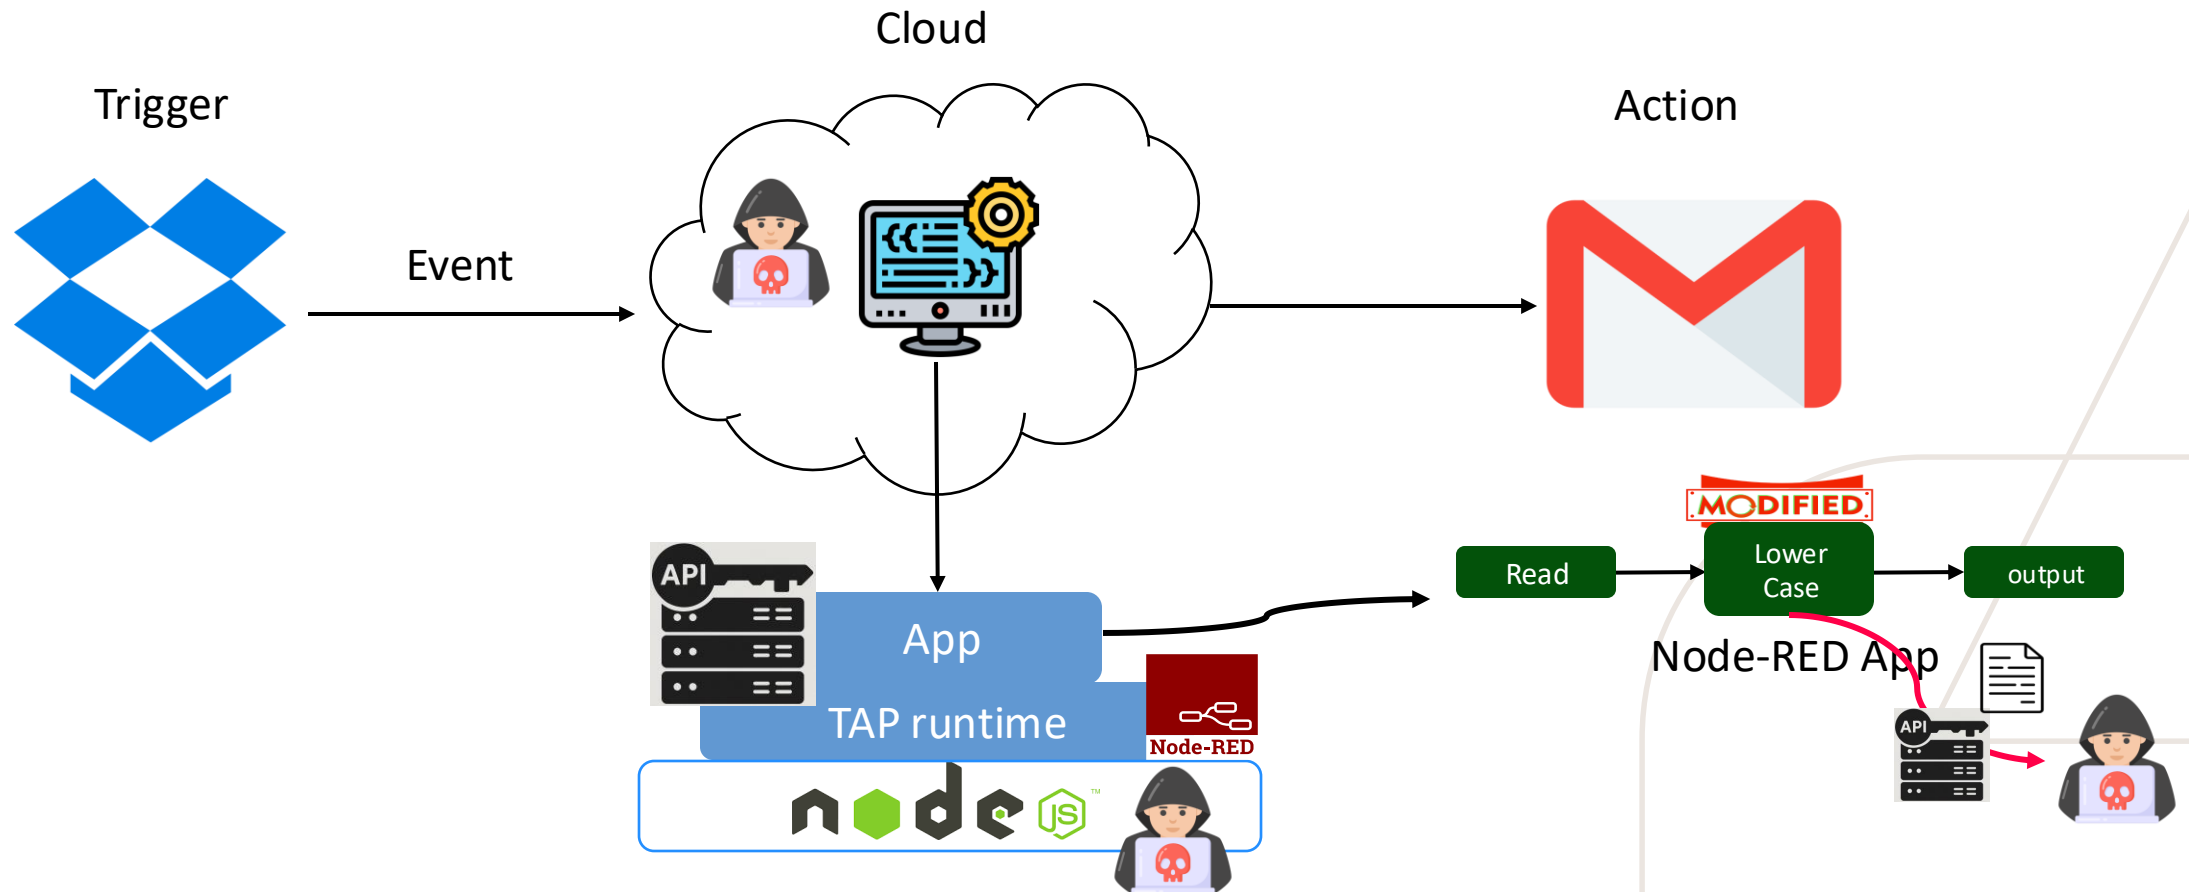 Cloud
Trigger
Action
Event
MODIFIED
Read
Lower
Case
output
API
App
Node-RED App
TAP runtime
Node-RED
API
node
JS
TM